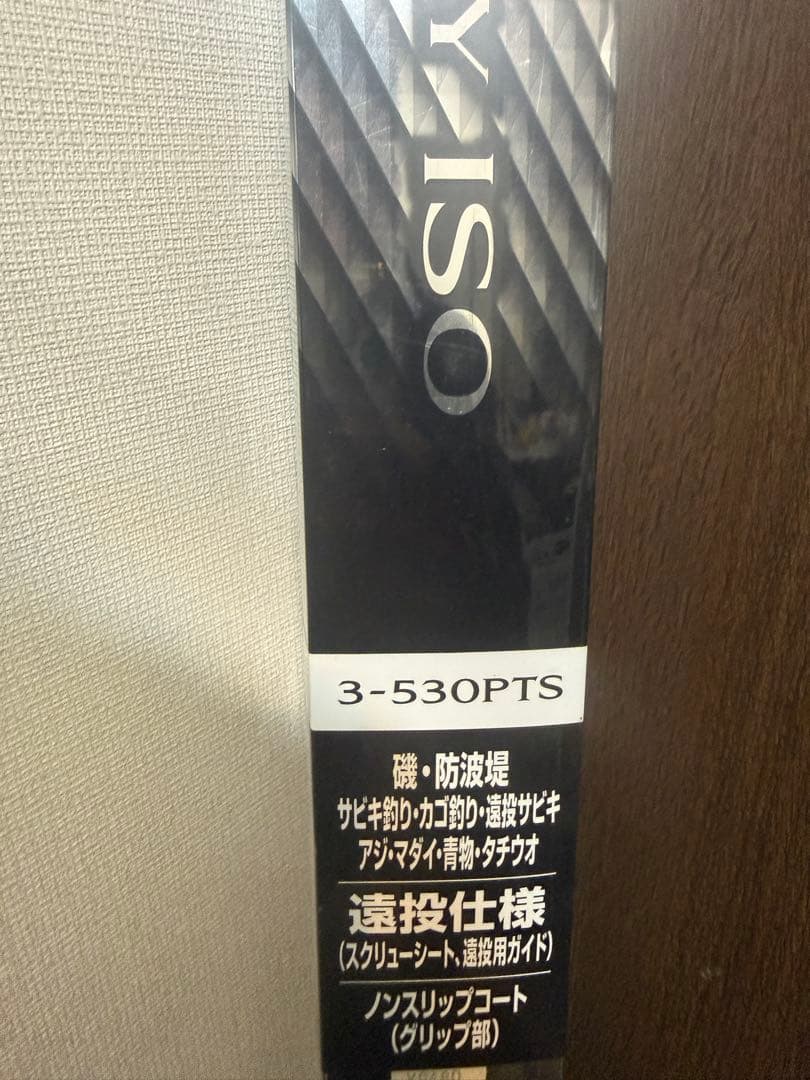 Y ISO
3-530PTS
磯・防波堤
サビキ釣り・カゴ釣り・遠投サビキ
アジ・マダイ・青物・タチウオ
遠投仕様
(スクリューシート、遠投用ガイド)
ノンスリップコート
(グリップ部)